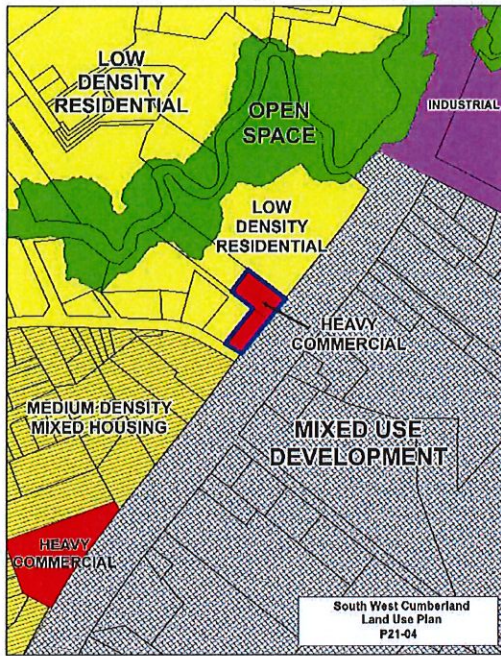 LOW
DENSITY
RESIDENTIAL
OPEN
SPACE
INDUSTRIAL
LOW
DENSITY
RESIDENTIAL
HEAVY
COMMERCIAL
MEDIUM DENSITY
MIXED HOUSING
MIXED USE
DEVELOPMENT
HEAVY
COMMERCIAL
South West Cumberland
Land Use Plan
P21-04